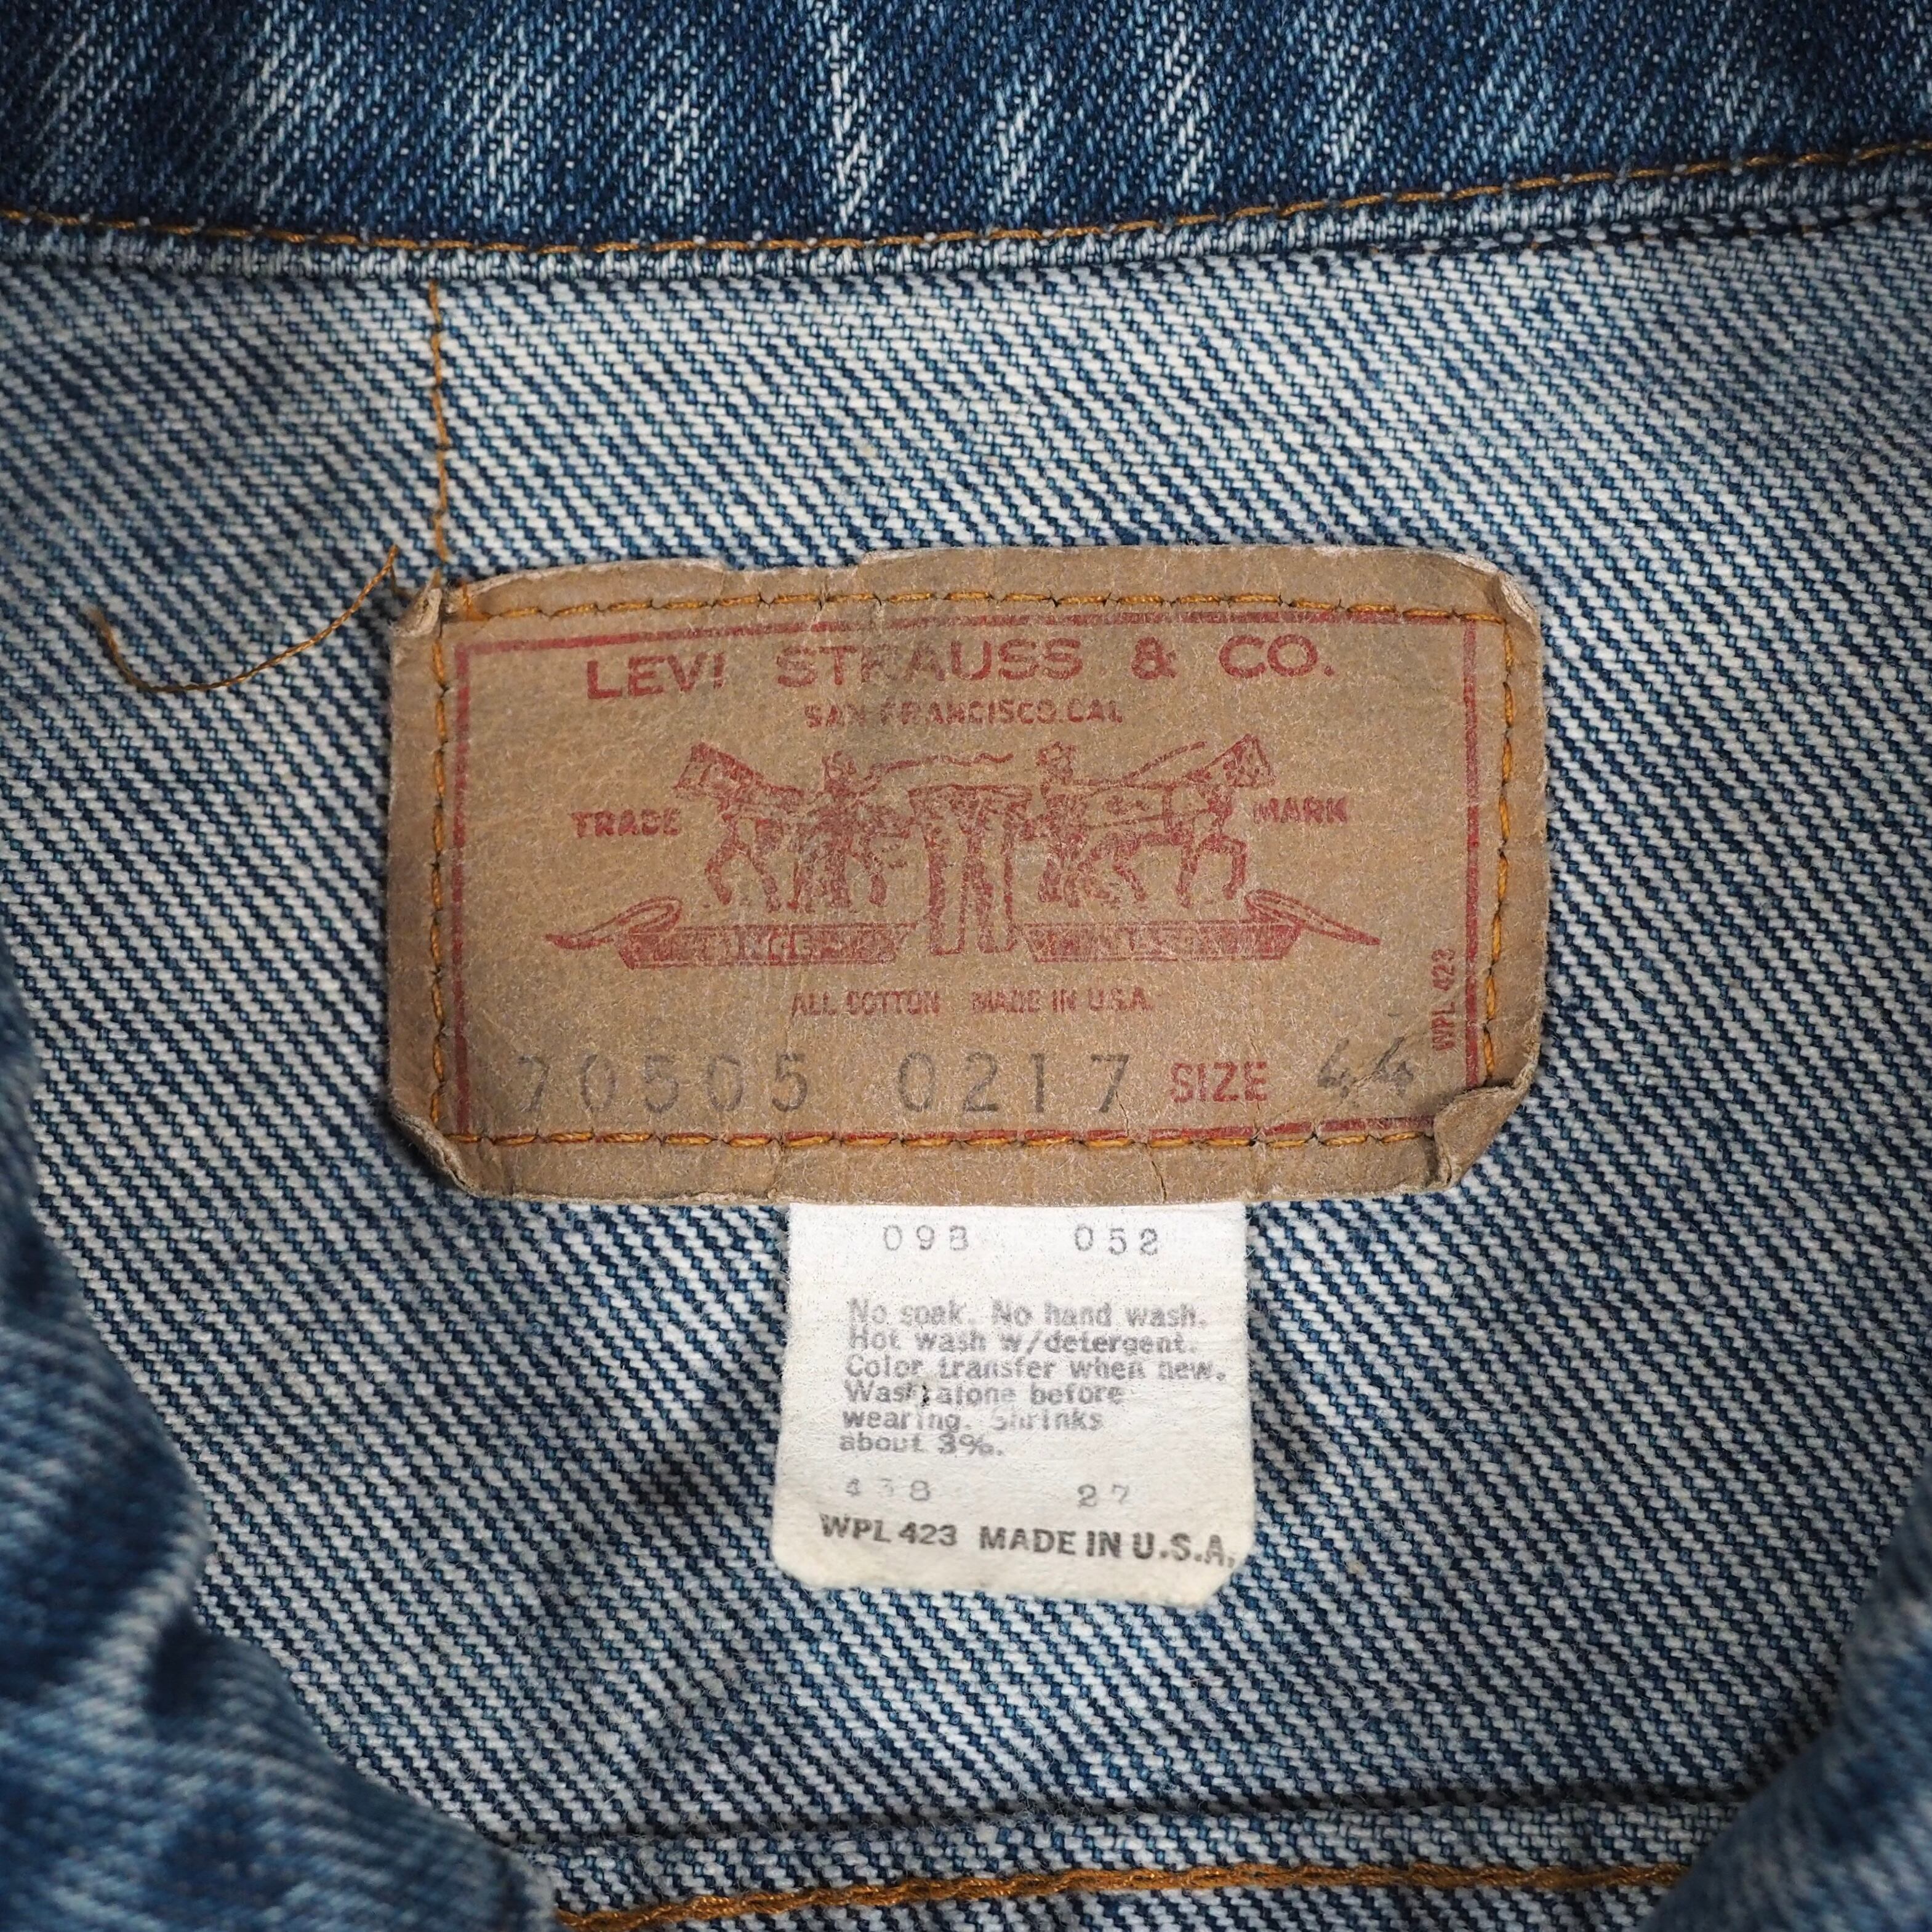 LEVI STRAUSS & CO.
SAN FRANCISCO.CAL
TRADE MARK
ALL COTTON MADE IN U.S.A.
WPL 423
70505 0217 SIZE 44
098 052
No soak. No hand wash.
Hot wash w/detergent.
Color transfer when new.
Wash alone before
wearing. Shrinks
about 3%.
27
WPL 423 MADE IN U.S.A.